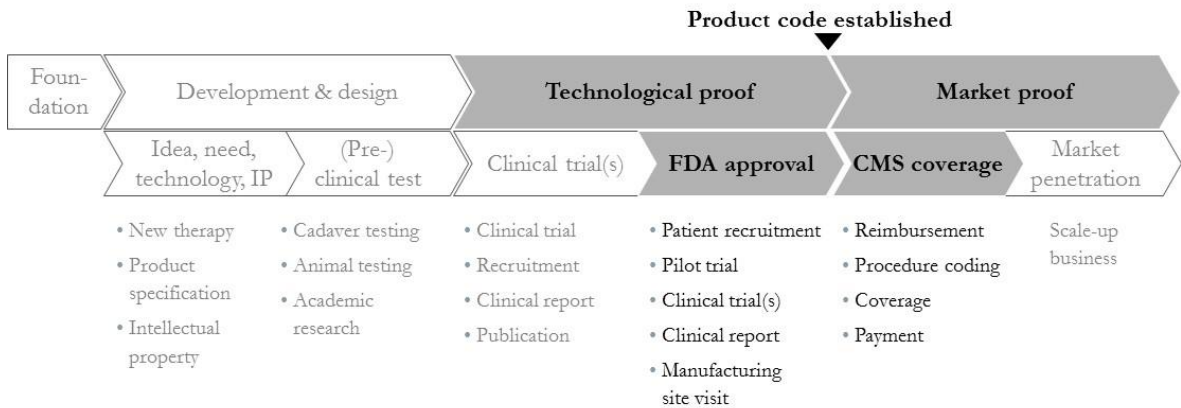 Product code established
Foun-
dation
Development & design
Technological proof
Market proof
Idea, need,
technology, IP
(Pre-)
clinical test
Clinical trial(s)
FDA approval
CMS coverage
Market
penetration
• New therapy
• Product
specification
• Intellectual
property
• Cadaver testing
• Animal testing
• Academic
research
• Clinical trial
• Recruitment
• Clinical report
• Publication
• Patient recruitment
• Pilot trial
• Clinical trial(s)
• Clinical report
• Manufacturing
site visit
• Reimbursement
• Procedure coding
• Coverage
• Payment
Scale-up
business